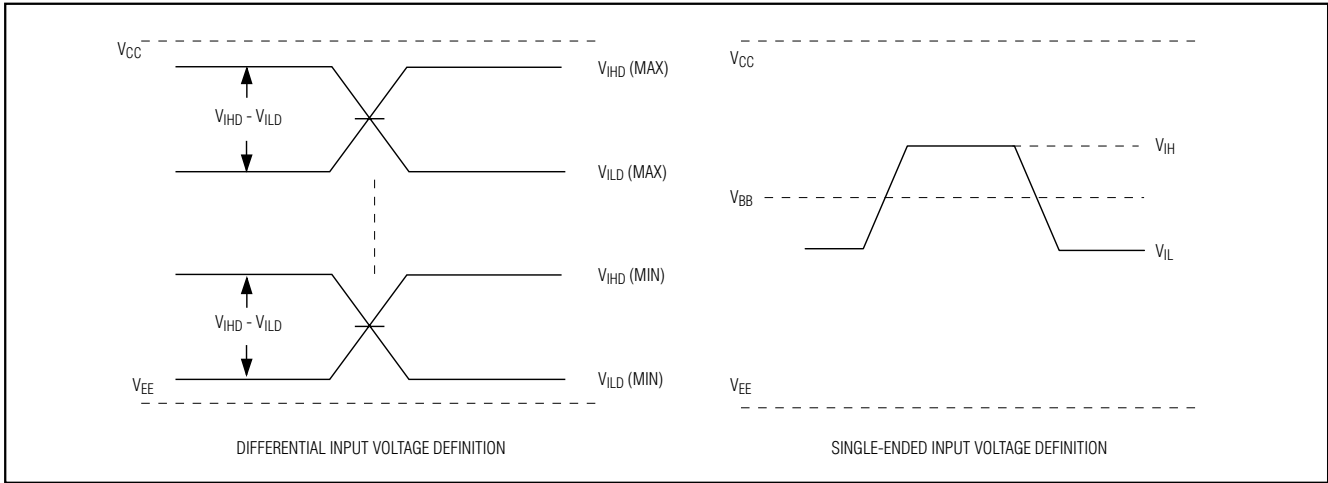 VCC
VIHD (MAX)
VIHD - VILD
VILD (MAX)
VIHD (MIN)
VIHD - VILD
VEE
VILD (MIN)
DIFFERENTIAL INPUT VOLTAGE DEFINITION
VCC
VIH
VBB
VIL
VEE
SINGLE-ENDED INPUT VOLTAGE DEFINITION